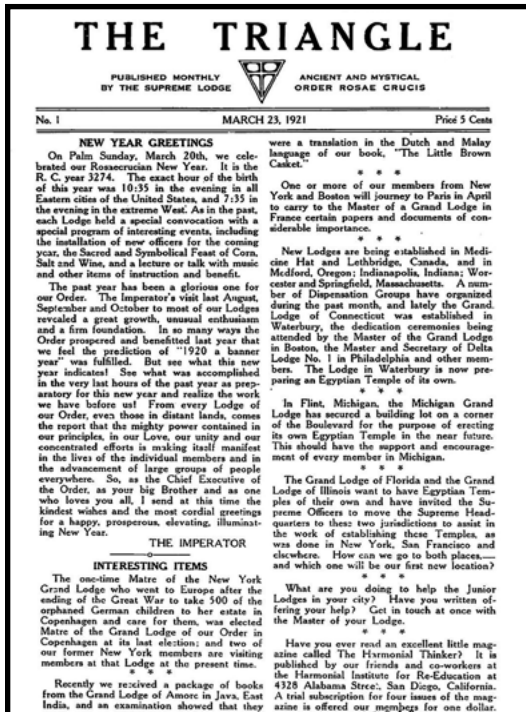 THE TRIANGLE
PUBLISHED MONTHLY
BY THE SUPREME LODGE
ANCIENT AND MYSTICAL
ORDER ROSAE CRUCIS
No. 1 MARCH 23, 1921 Price 5 Cents
NEW YEAR GREETINGS
On Palm Sunday, March 20th, we cele-
brated our Rosaecrucian New Year. It is the
R. C. year 3274. The exact hour of the birth
of this year was 10:35 in the evening in all
Eastern cities of the United States, and 7:35 in
the evening in the extreme West. As in the past,
each Lodge held a special convocation with a
special program of interesting events, including
the installation of new officers for the coming
year, the Sacred and Symbolical Feast of Corn,
Salt and Wine, and a lecture or talk with music
and other items of instruction and benefit.
The past year has been a glorious one for
our Order. The Imperator's visit last August,
September and October to most of our Lodges
revealed a great growth, unusual enthusiasm
and a firm foundation. In so many ways the
Order prospered and benefitted last year that
we feel the prediction of "1920 a banner
year" was fulfilled. But see what this new
year indicates! See what was accomplished
in the very last hours of the past year as prep-
aratory for this new year and realize the work
we have before us! From every Lodge of
our Order, even those in distant lands, comes
the report that the mighty power contained in
our principles, in our Love, our unity and our
concentrated efforts is making itself manifest
in the lives of the individual members and in
the advancement of large groups of people
everywhere. So, as the Chief Executive of
the Order, as your big Brother and as one
who loves you all, I send at this time the
kindest wishes and the most cordial greetings
for a happy, prosperous, elevating, illuminat-
ing New Year.
THE IMPERATOR
INTERESTING ITEMS
The one-time Matre of the New York
Grand Lodge who went to Europe after the
ending of the Great War to take 500 of the
orphaned German children to her estate in
Copenhagen and care for them, was elected
Matre of the Grand Lodge of our Order in
Copenhagen at its last election; and two of
our former New York members are visiting
members at that Lodge at the present time.
* * *
Recently we received a package of books
from the Grand Lodge of Amorc in Java, East
India, and an examination showed that they
were a translation in the Dutch and Malay
language of our book, "The Little Brown
Casket."
* * *
One or more of our members from New
York and Boston will journey to Paris in April
to carry to the Master of a Grand Lodge in
France certain papers and documents of con-
siderable importance.
* * *
New Lodges are being established in Medi-
cine Hat and Lethbridge, Canada, and in
Medford, Oregon; Indianapolis, Indiana; Wor-
cester and Springfield, Massachusetts. A num-
ber of Dispensation Groups have organized
during the past month, and lately the Grand
Lodge of Connecticut was established in
Waterbury, the dedication ceremonies being
attended by the Master of the Grand Lodge
in Boston, the Master and Secretary of Delta
Lodge No. 1 in Philadelphia and other mem-
bers. The Lodge in Waterbury is now pre-
paring an Egyptian Temple of its own.
* * *
In Flint, Michigan, the Michigan Grand
Lodge has secured a building lot on a corner
of the Boulevard for the purpose of erecting
its own Egyptian Temple in the near future.
This should have the support and encourage-
ment of every member in Michigan.
* * *
The Grand Lodge of Florida and the Grand
Lodge of Illinois want to have Egyptian Tem-
ples of their own and have invited the Su-
preme Officers to move the Supreme Head-
quarters to these two jurisdictions to assist in
the work of establishing these Temples, as
was done in New York, San Francisco and
elsewhere. How can we go to both places,—
and which one will be our first new location?
* * *
What are you doing to help the Junior
Lodges in your city? Have you written of-
fering your help? Get in touch at once with
the Master of your Lodge.
* * *
Have you ever read an excellent little mag-
azine called The Harmonial Thinker? It is
published by our friends and co-workers at
the Harmonial Institute for Re-Education at
4328 Alabama Street, San Diego, California.
A trial subscription for four issues of the mag-
azine is offered our members for one dollar.